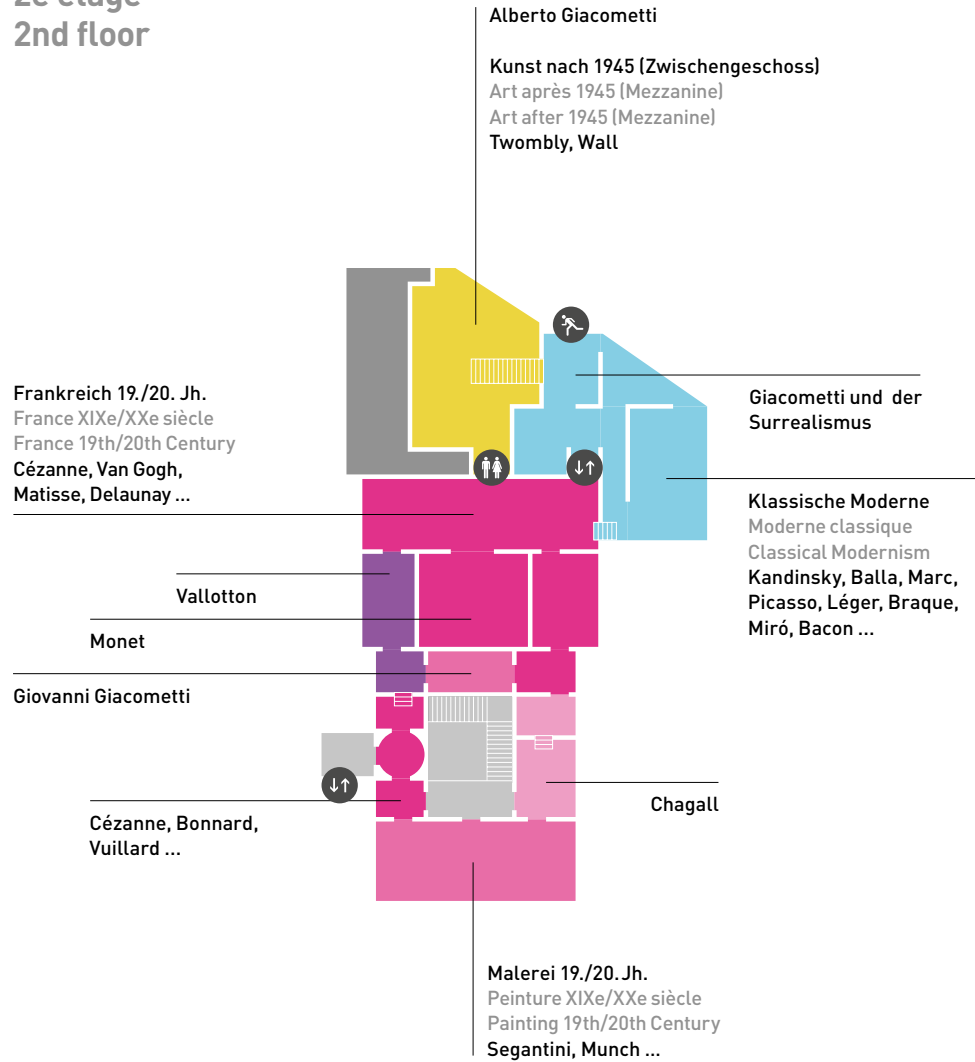 2e étage
2nd floor
Alberto Giacometti
Kunst nach 1945 (Zwischengeschoss)
Art après 1945 (Mezzanine)
Art after 1945 (Mezzanine)
Twombly, Wall
Frankreich 19./20. Jh.
France XIXe/XXe siècle
France 19th/20th Century
Cézanne, Van Gogh,
Matisse, Delaunay ...
Giacometti und der
Surrealismus
Klassische Moderne
Moderne classique
Classical Modernism
Kandinsky, Balla, Marc,
Picasso, Léger, Braque,
Miró, Bacon ...
Vallotton
Monet
Giovanni Giacometti
Cézanne, Bonnard,
Vuillard ...
Chagall
Malerei 19./20. Jh.
Peinture XIXe/XXe siècle
Painting 19th/20th Century
Segantini, Munch ...